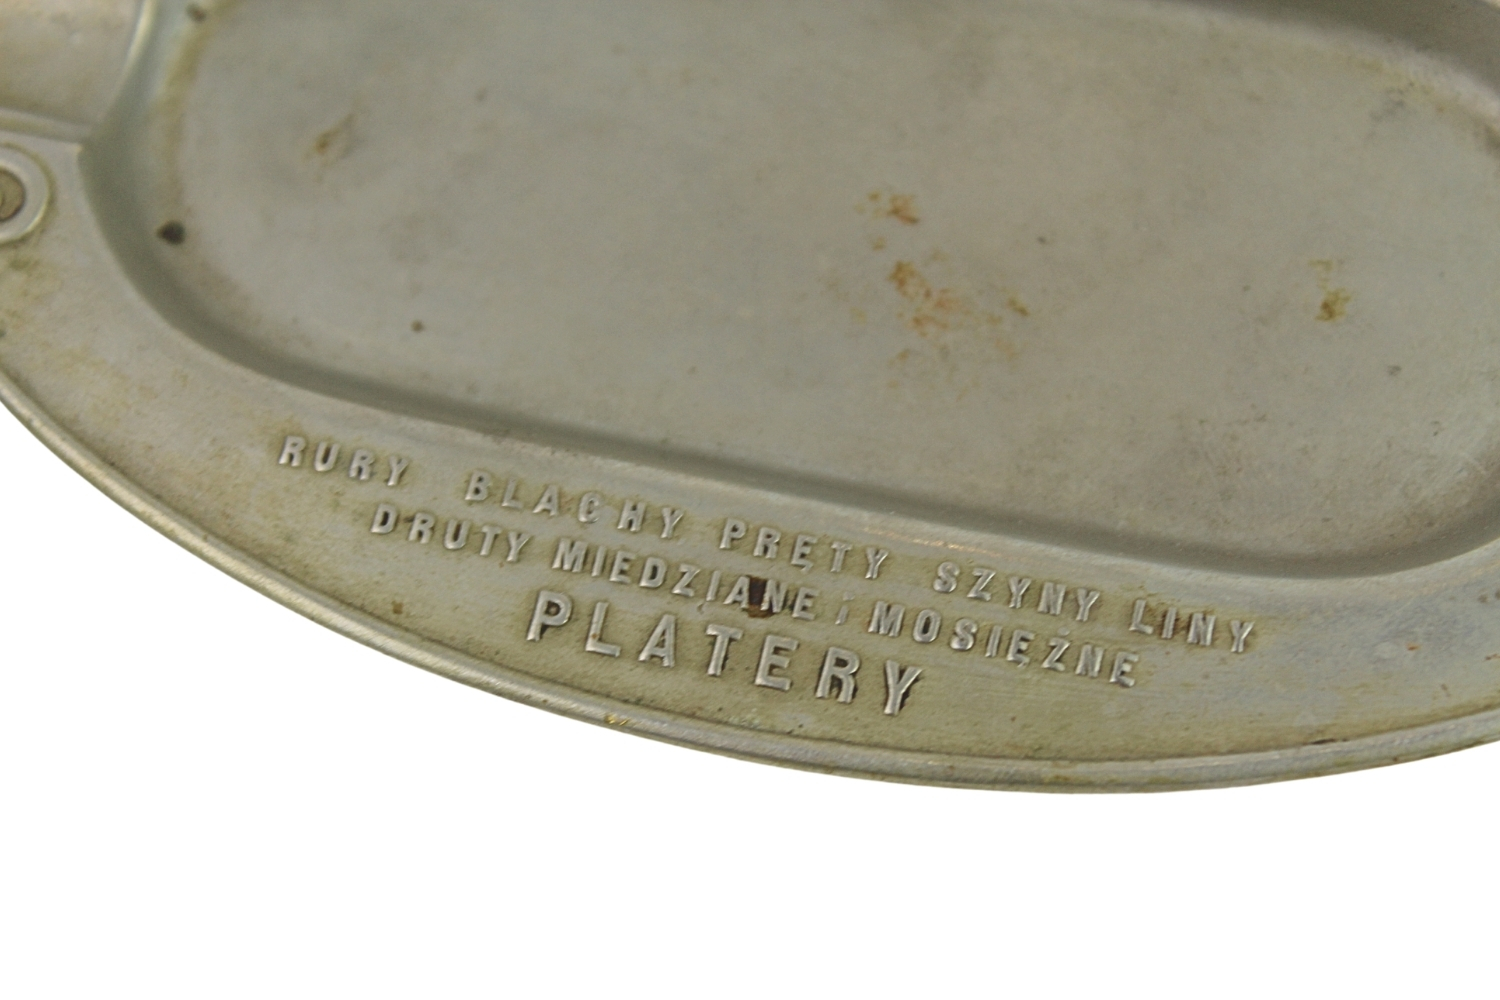 RURY BLACHY PRĘTY SZYNY LINY
DRUTY MIEDZIANE i MOSIĘŻNE
PLATERY